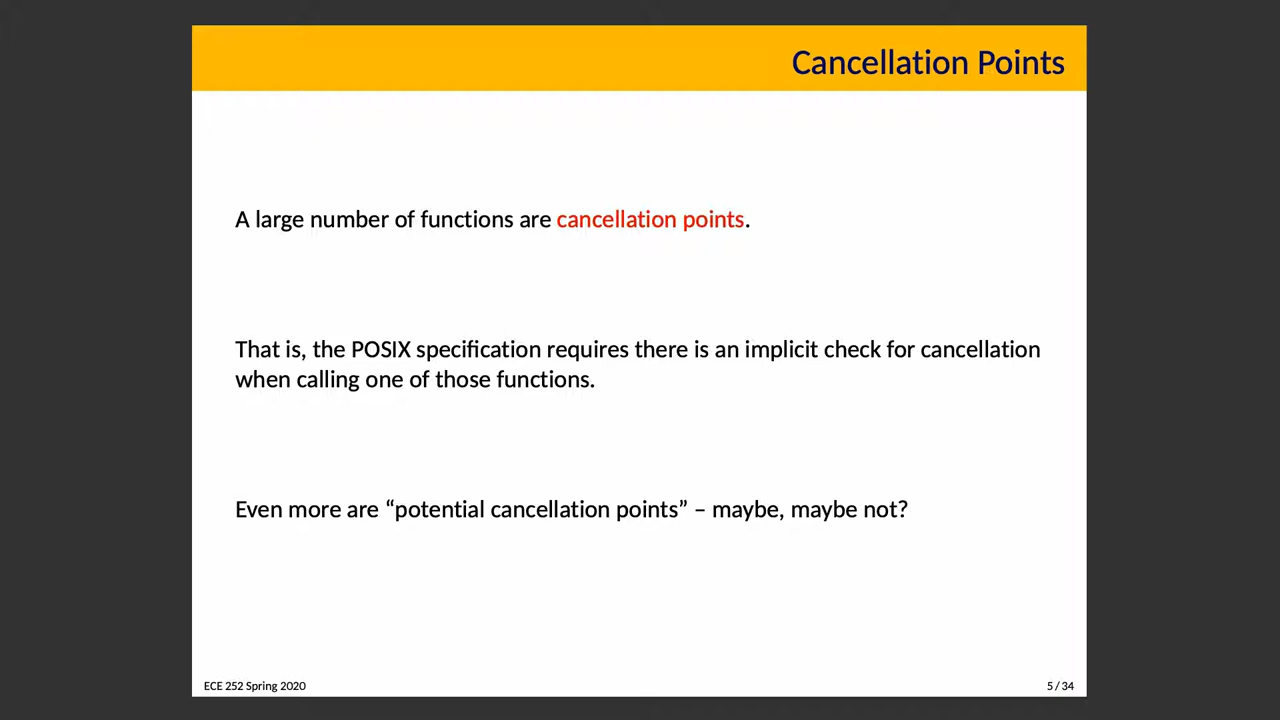 Cancellation Points
A large number of functions are cancellation points.
That is, the POSIX specification requires there is an implicit check for cancellation
when calling one of those functions.
Even more are “potential cancellation points” – maybe, maybe not?
ECE 252 Spring 2020
5 / 34